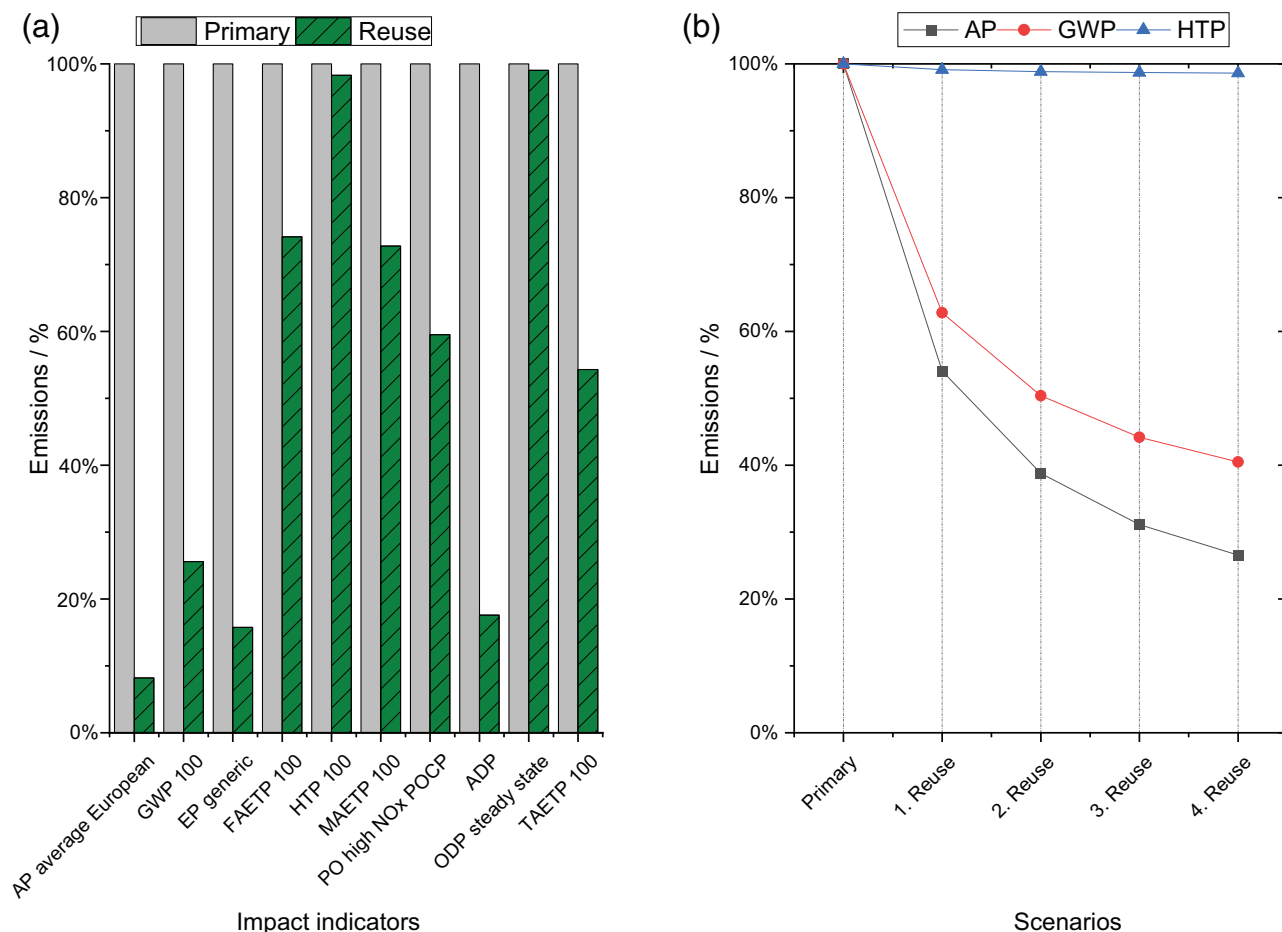 (a)
Primary Reuse
100%
80%
60%
40%
20%
0%
Emissions / %
AP average European
GWP 100
EP generic
FAETP 100
HTP 100
MAETP 100
PO high NOx POCP
ADP
ODP steady state
TAETP 100
Impact indicators
(b)
AP GWP HTP
100%
80%
60%
40%
20%
0%
Emissions / %
Primary
1. Reuse
2. Reuse
3. Reuse
4. Reuse
Scenarios